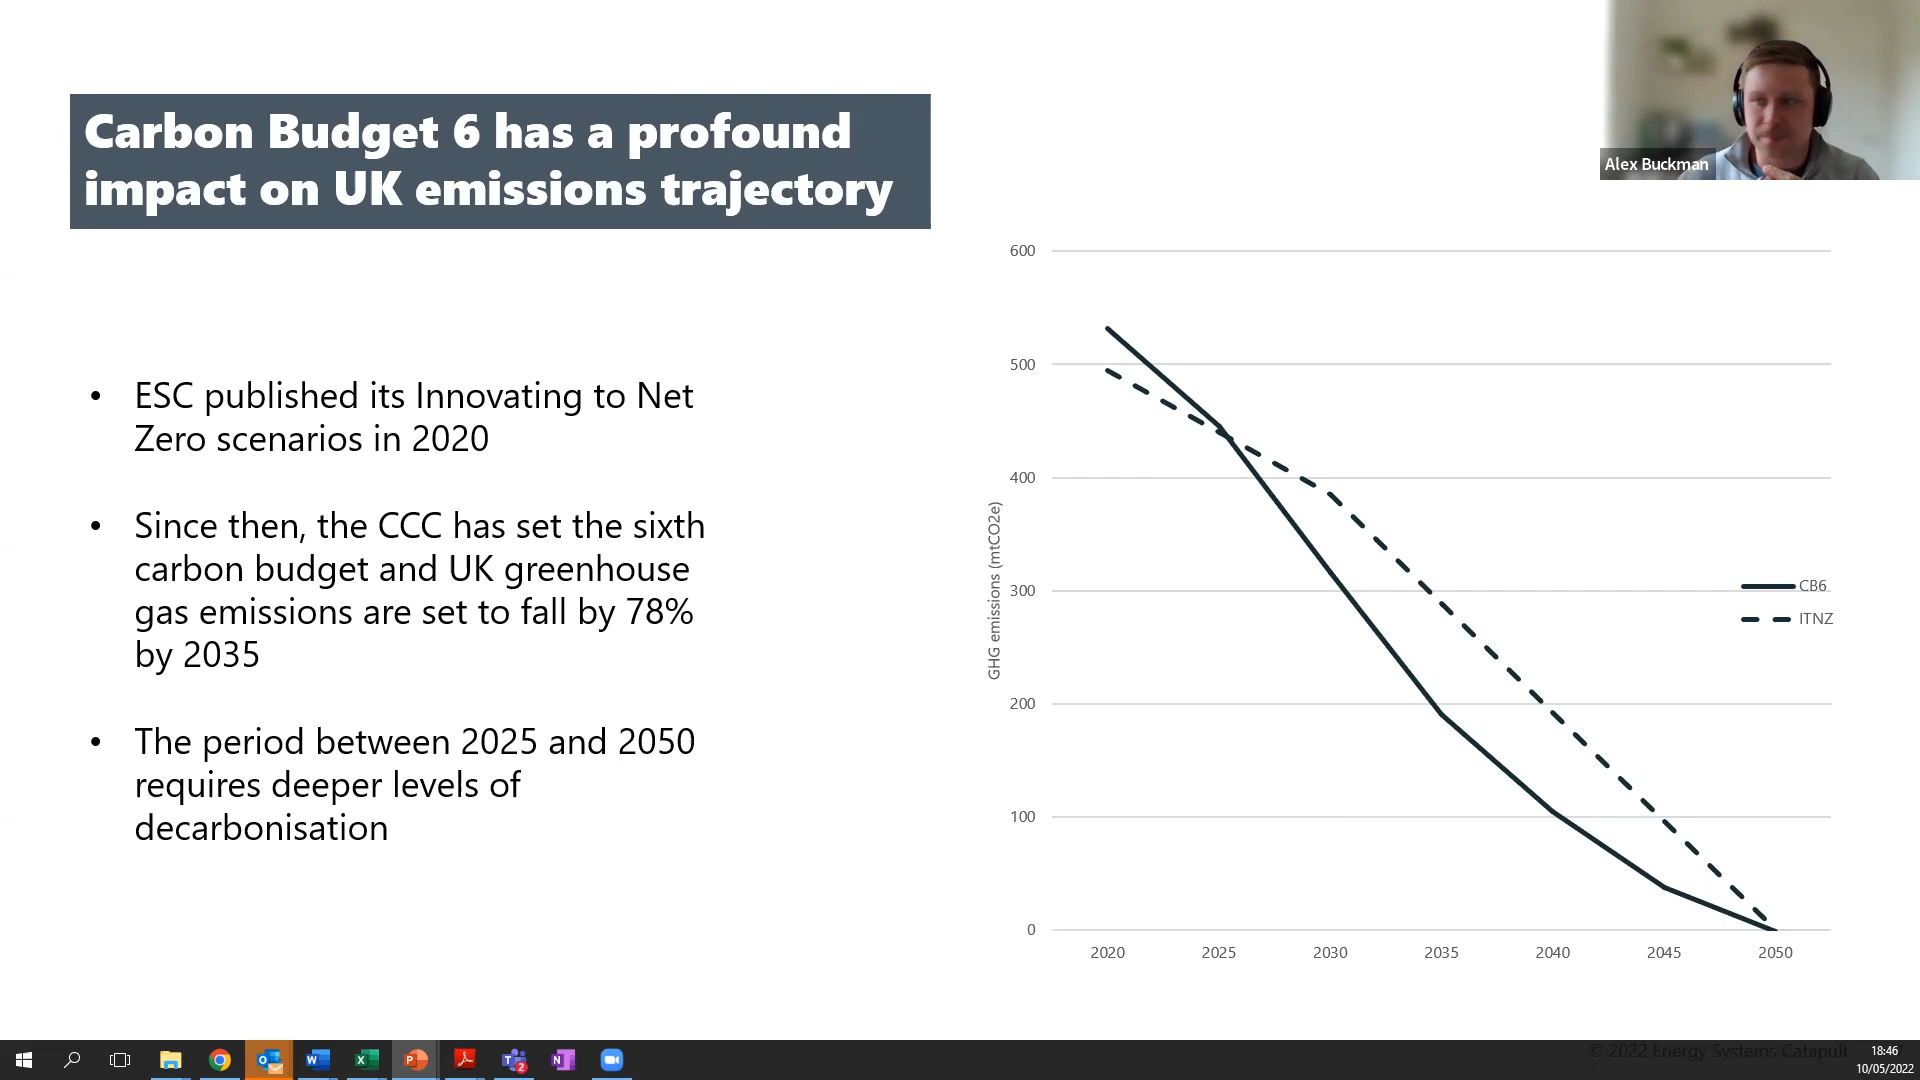 Carbon Budget 6 has a profound
impact on UK emissions trajectory
Alex Buckman
• ESC published its Innovating to Net
Zero scenarios in 2020
• Since then, the CCC has set the sixth
carbon budget and UK greenhouse
gas emissions are set to fall by 78%
by 2035
• The period between 2025 and 2050
requires deeper levels of
decarbonisation
600
500
400
300
200
100
0
GHG emissions (mtCO2e)
CB6
ITNZ
2020 2025 2030 2035 2040 2045 2050
© 2022 Energy Systems Catapult
18:46
10/05/2022